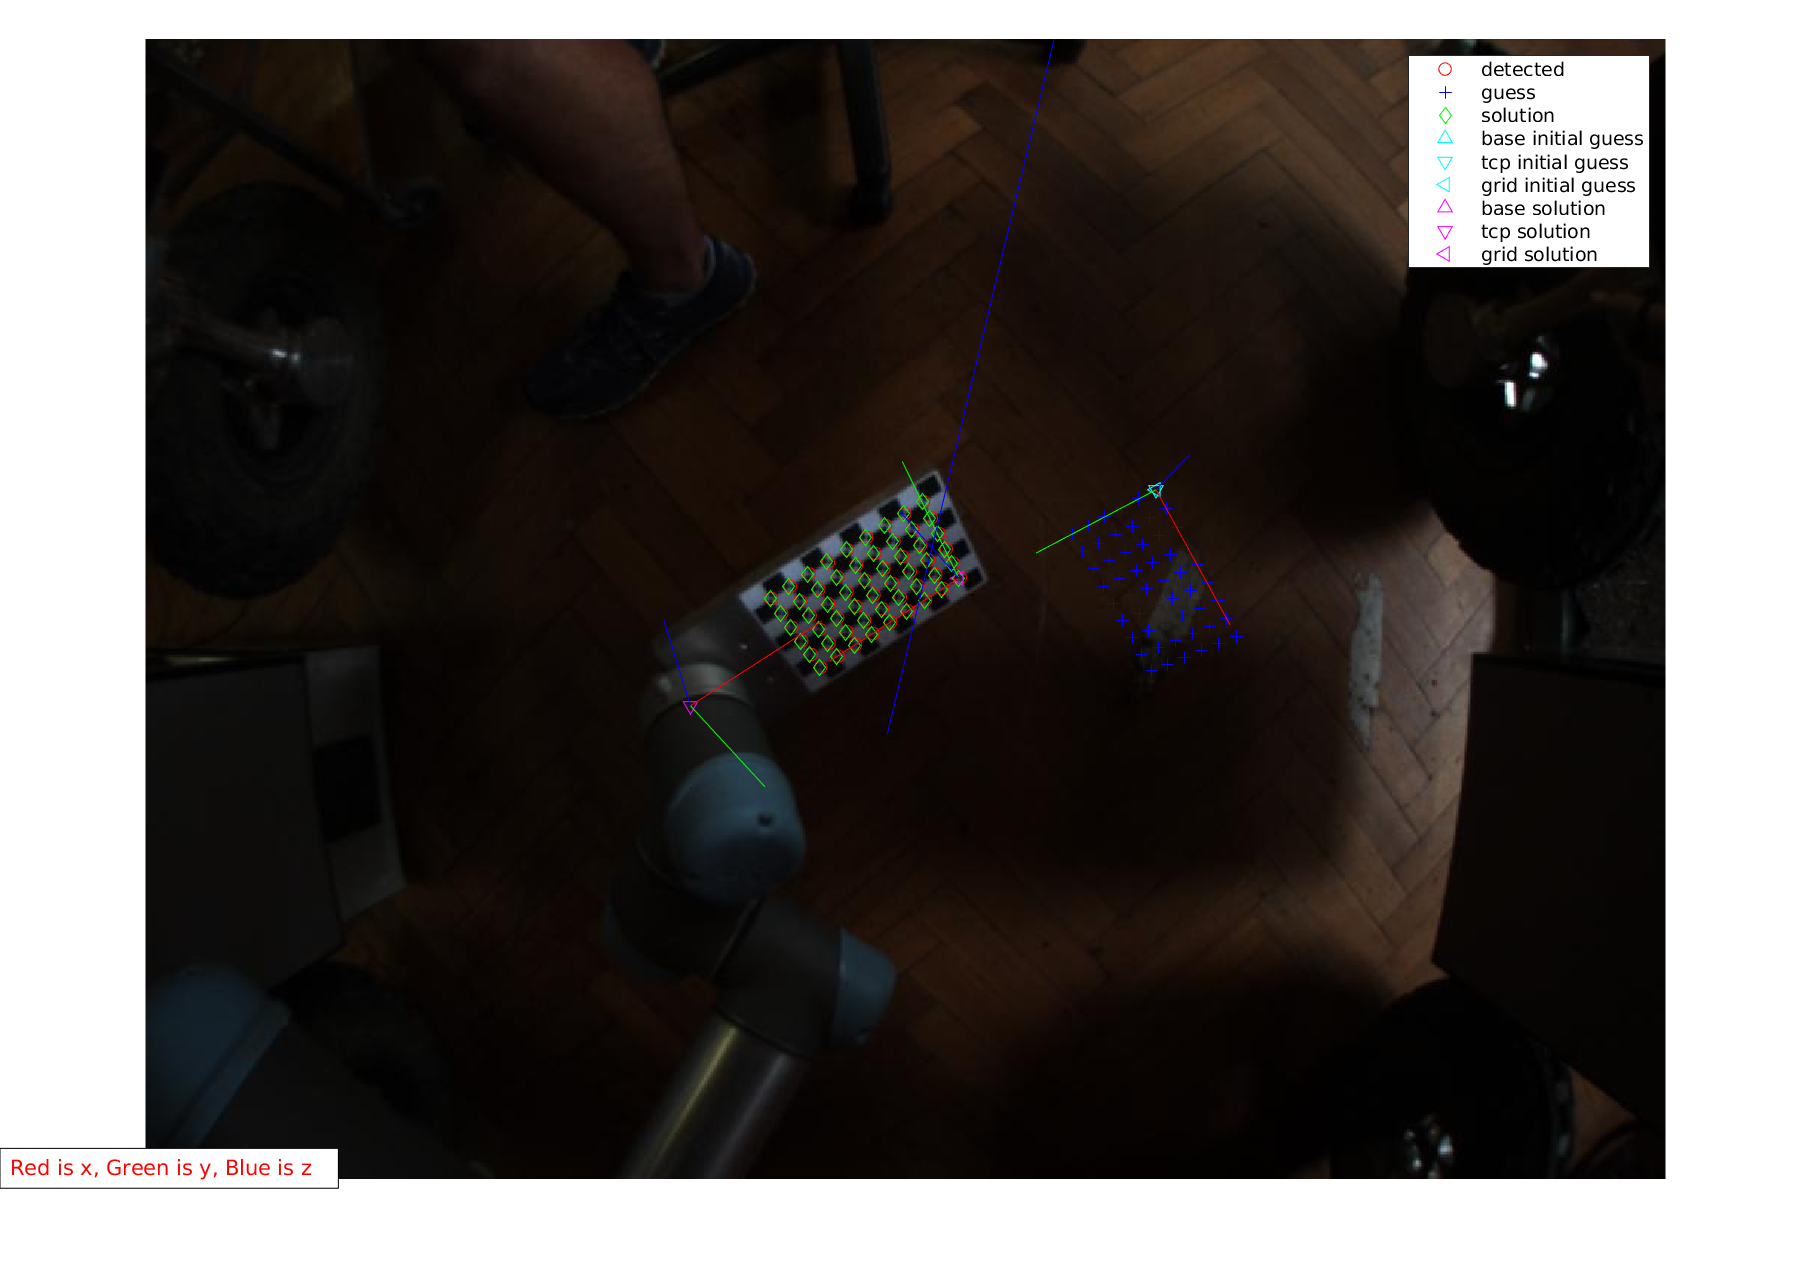 detected
guess
solution
base initial guess
tcp initial guess
grid initial guess
base solution
tcp solution
grid solution
Red is x, Green is y, Blue is z